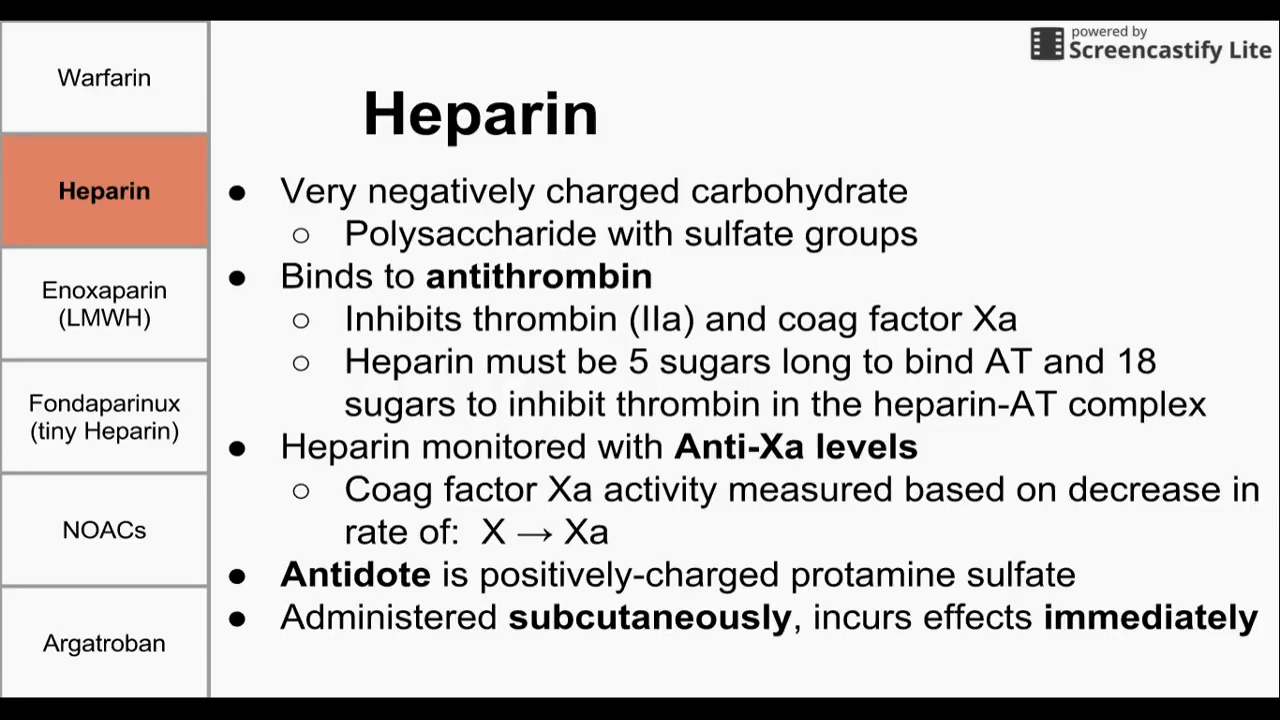 powered by
Screencastify Lite
Warfarin
Heparin
Enoxaparin
(LMWH)
Fondaparinux
(tiny Heparin)
NOACs
Argatroban
Heparin
● Very negatively charged carbohydrate
○ Polysaccharide with sulfate groups
● Binds to antithrombin
○ Inhibits thrombin (IIa) and coag factor Xa
○ Heparin must be 5 sugars long to bind AT and 18
sugars to inhibit thrombin in the heparin-AT complex
● Heparin monitored with Anti-Xa levels
○ Coag factor Xa activity measured based on decrease in
rate of: X → Xa
● Antidote is positively-charged protamine sulfate
● Administered subcutaneously, incurs effects immediately